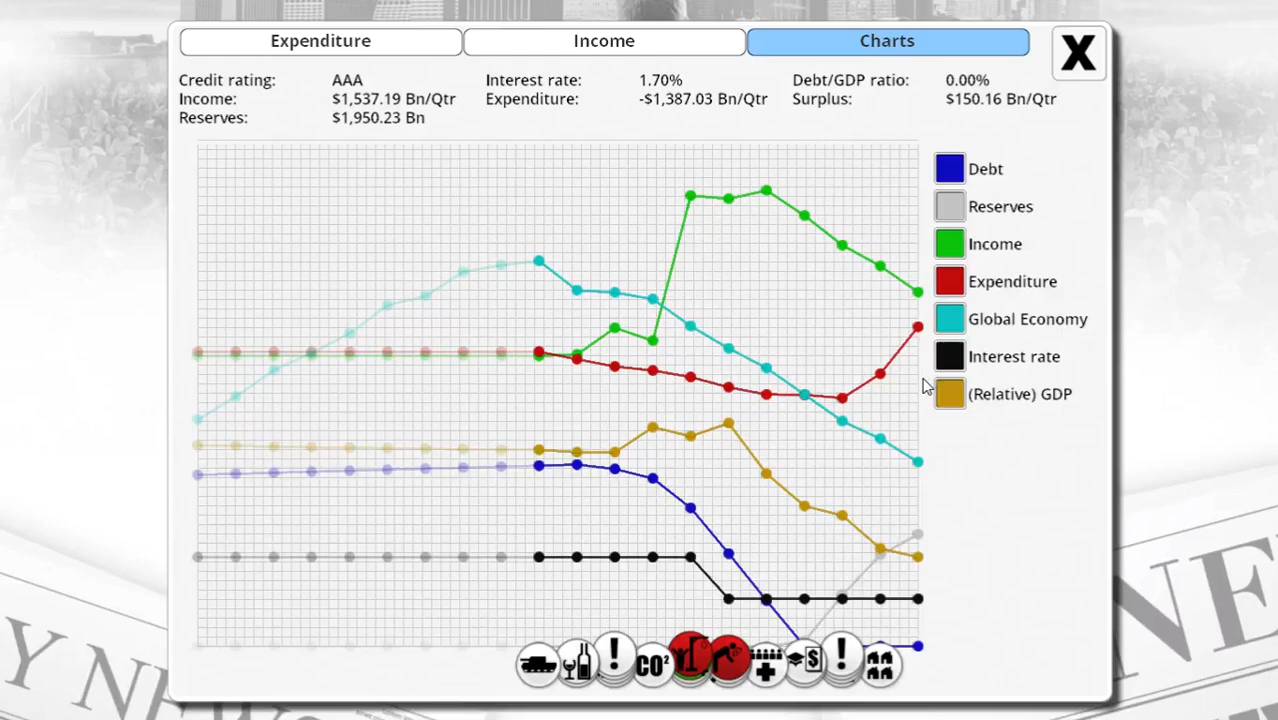 Expenditure
Income
Charts
X
Credit rating: AAA
Interest rate: 1.70%
Debt/GDP ratio: 0.00%
Income: $1,537.19 Bn/Qtr
Expenditure: -$1,387.03 Bn/Qtr
Surplus: $150.16 Bn/Qtr
Reserves: $1,950.23 Bn
Debt
Reserves
Income
Expenditure
Global Economy
Interest rate
(Relative) GDP
! CO² $ !